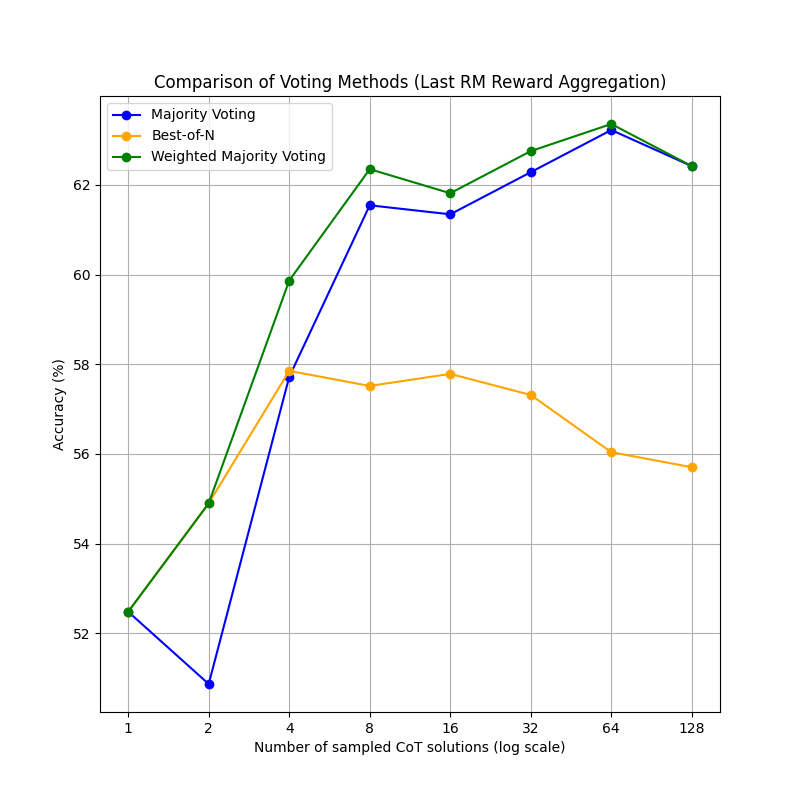 Comparison of Voting Methods (Last RM Reward Aggregation)
Majority Voting
Best-of-N
Weighted Majority Voting
62
60
58
56
54
52
Accuracy (%)
1 2 4 8 16 32 64 128
Number of sampled CoT solutions (log scale)